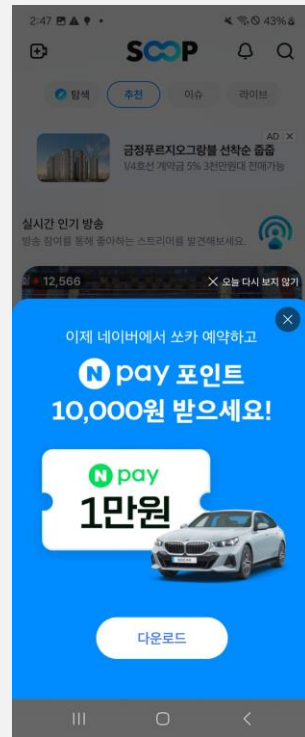 2:47
43%
SOOP
탐색
추천
이슈
라이브
AD X
금정푸르지오그랑블 선착순 줍줍
1/4호선 계약금 5% 3천만원대 전매가능
실시간 인기 방송
방송 참여를 통해 좋아하는 스트리머를 발견해보세요.
12,566
× 오늘 다시 보지 않기
이제 네이버에서 쏘카 예약하고
N pay 포인트
10,000원 받으세요!
N pay
1만원
다운로드